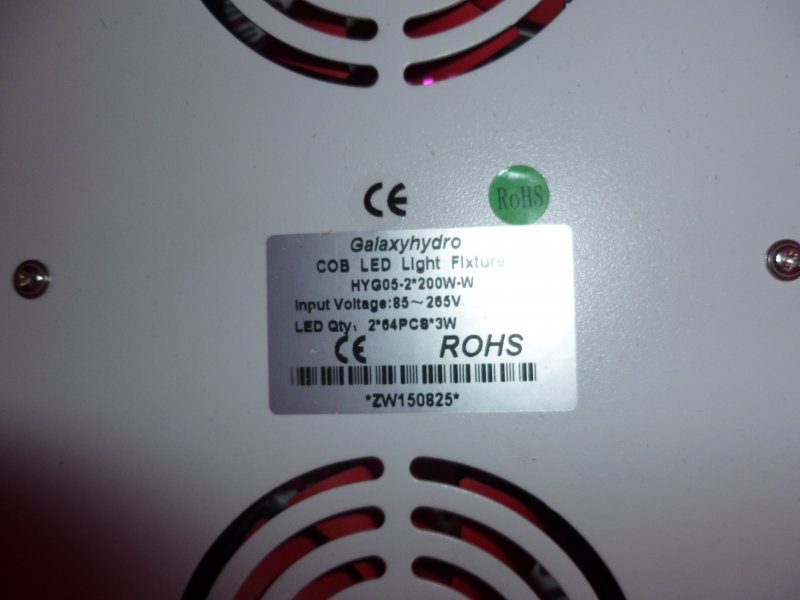 CE
RoHS
Galaxyhydro
COB LED Light Fixture
HYG05-2*200W-W
Input Voltage:85~265V
LED Qty: 2*64PCS*3W
CE ROHS
*ZW150825*